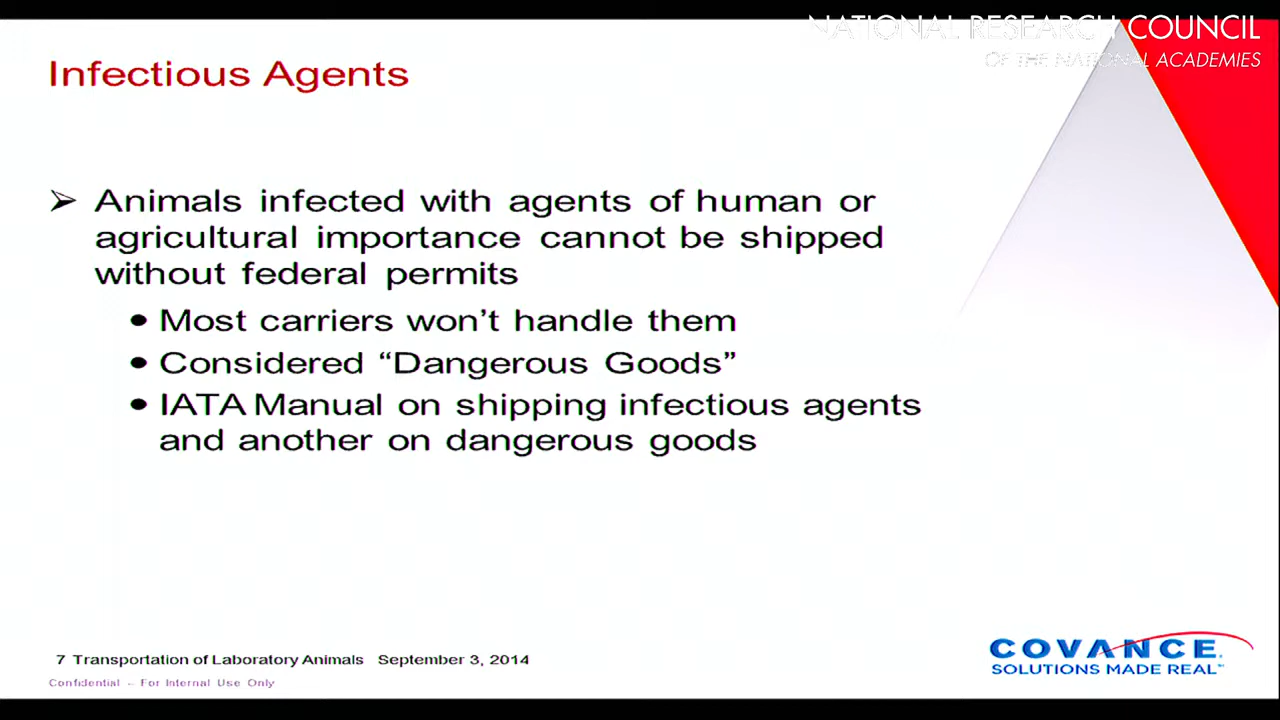 NATIONAL RESEARCH COUNCIL
OF THE NATIONAL ACADEMIES
Infectious Agents
➢ Animals infected with agents of human or
agricultural importance cannot be shipped
without federal permits
• Most carriers won’t handle them
• Considered “Dangerous Goods”
• IATA Manual on shipping infectious agents
and another on dangerous goods
7 Transportation of Laboratory Animals September 3, 2014
Confidential – For Internal Use Only
COVANCE
SOLUTIONS MADE REAL℠